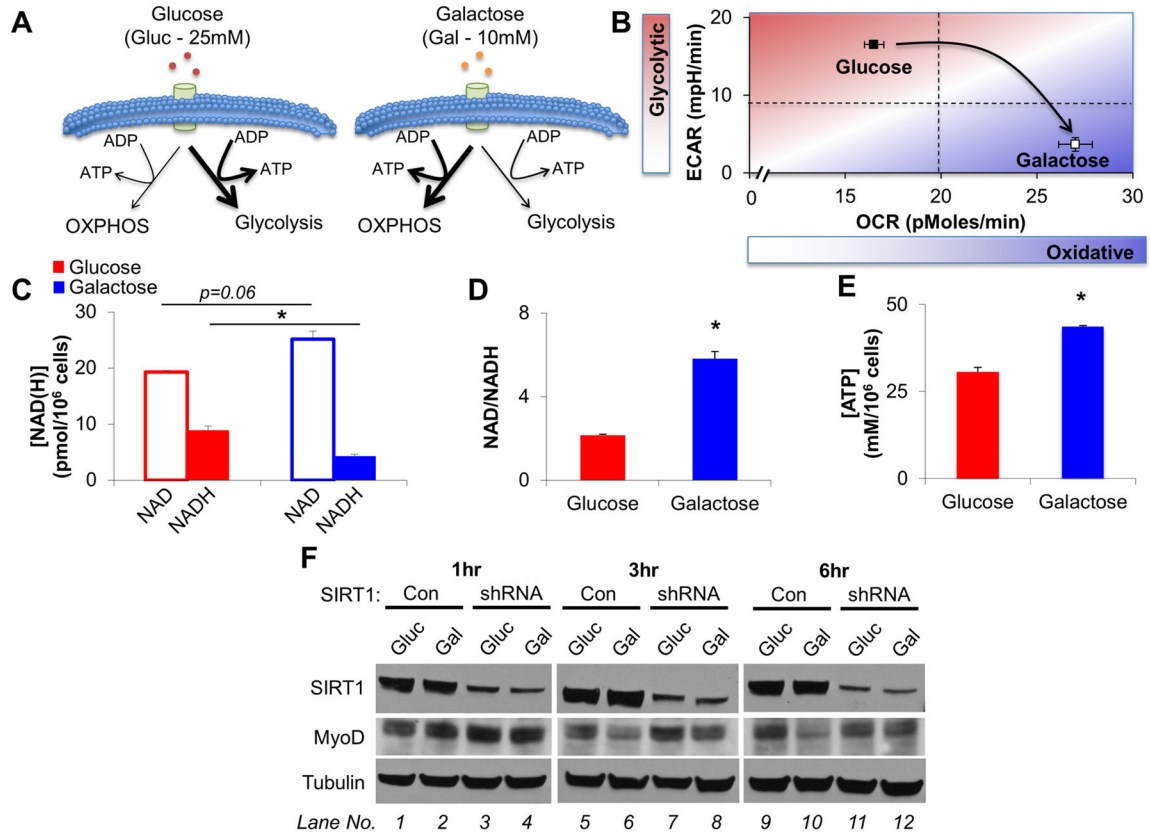 A
Glucose
(Gluc - 25mM)
Galactose
(Gal - 10mM)
ADP
ADP
ATP
ATP
OXPHOS
Glycolysis
ADP
ADP
ATP
ATP
OXPHOS
Glycolysis
B
Glycolytic
ECAR (mpH/min)
20
10
0
Glucose
Galactose
0
15
20
25
30
OCR (pMoles/min)
Oxidative
Glucose
Galactose
C
p=0.06
*
[NAD(H)]
(pmol/10⁶ cells)
30
20
10
0
NAD
NADH
NAD
NADH
D
NAD/NADH
8
4
0
*
Glucose
Galactose
E
[ATP]
(mM/10⁶ cells)
50
25
0
*
Glucose
Galactose
F
1hr 3hr 6hr
SIRT1: Con shRNA Con shRNA Con shRNA
Gluc Gal Gluc Gal Gluc Gal Gluc Gal Gluc Gal Gluc Gal
SIRT1
MyoD
Tubulin
Lane No. 1 2 3 4 5 6 7 8 9 10 11 12